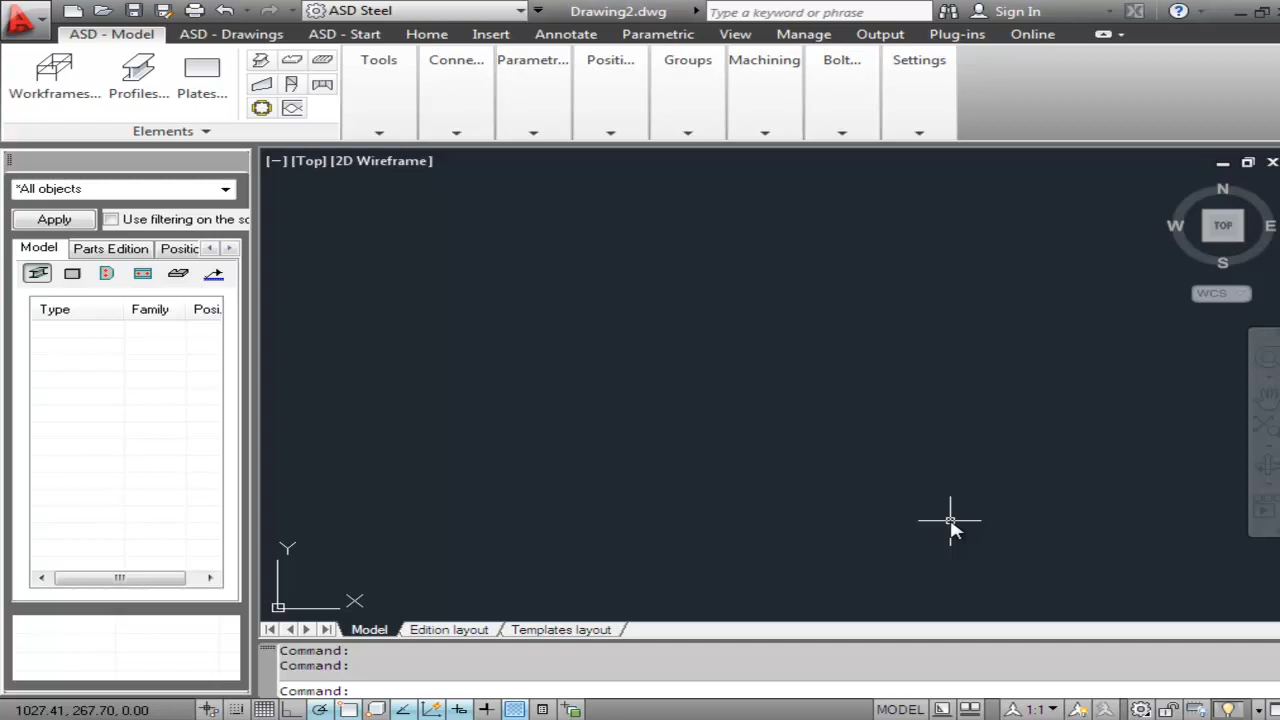 ASD Steel
Drawing2.dwg
Type a keyword or phrase
Sign In
ASD - Model
ASD - Drawings
ASD - Start
Home
Insert
Annotate
Parametric
View
Manage
Output
Plug-ins
Online
Workframes...
Profiles...
Plates...
Elements
Tools
Conne...
Parametr...
Positi...
Groups
Machining
Bolt...
Settings
*All objects
Apply
Use filtering on the sc
Model
Parts Edition
Positic
Type
Family
Posi.
[−] [Top] [2D Wireframe]
N
W
TOP
E
S
WCS
Y
X
Model
Edition layout
Templates layout
Command:
Command:
Command:
1027.41, 267.70, 0.00
MODEL
1:1